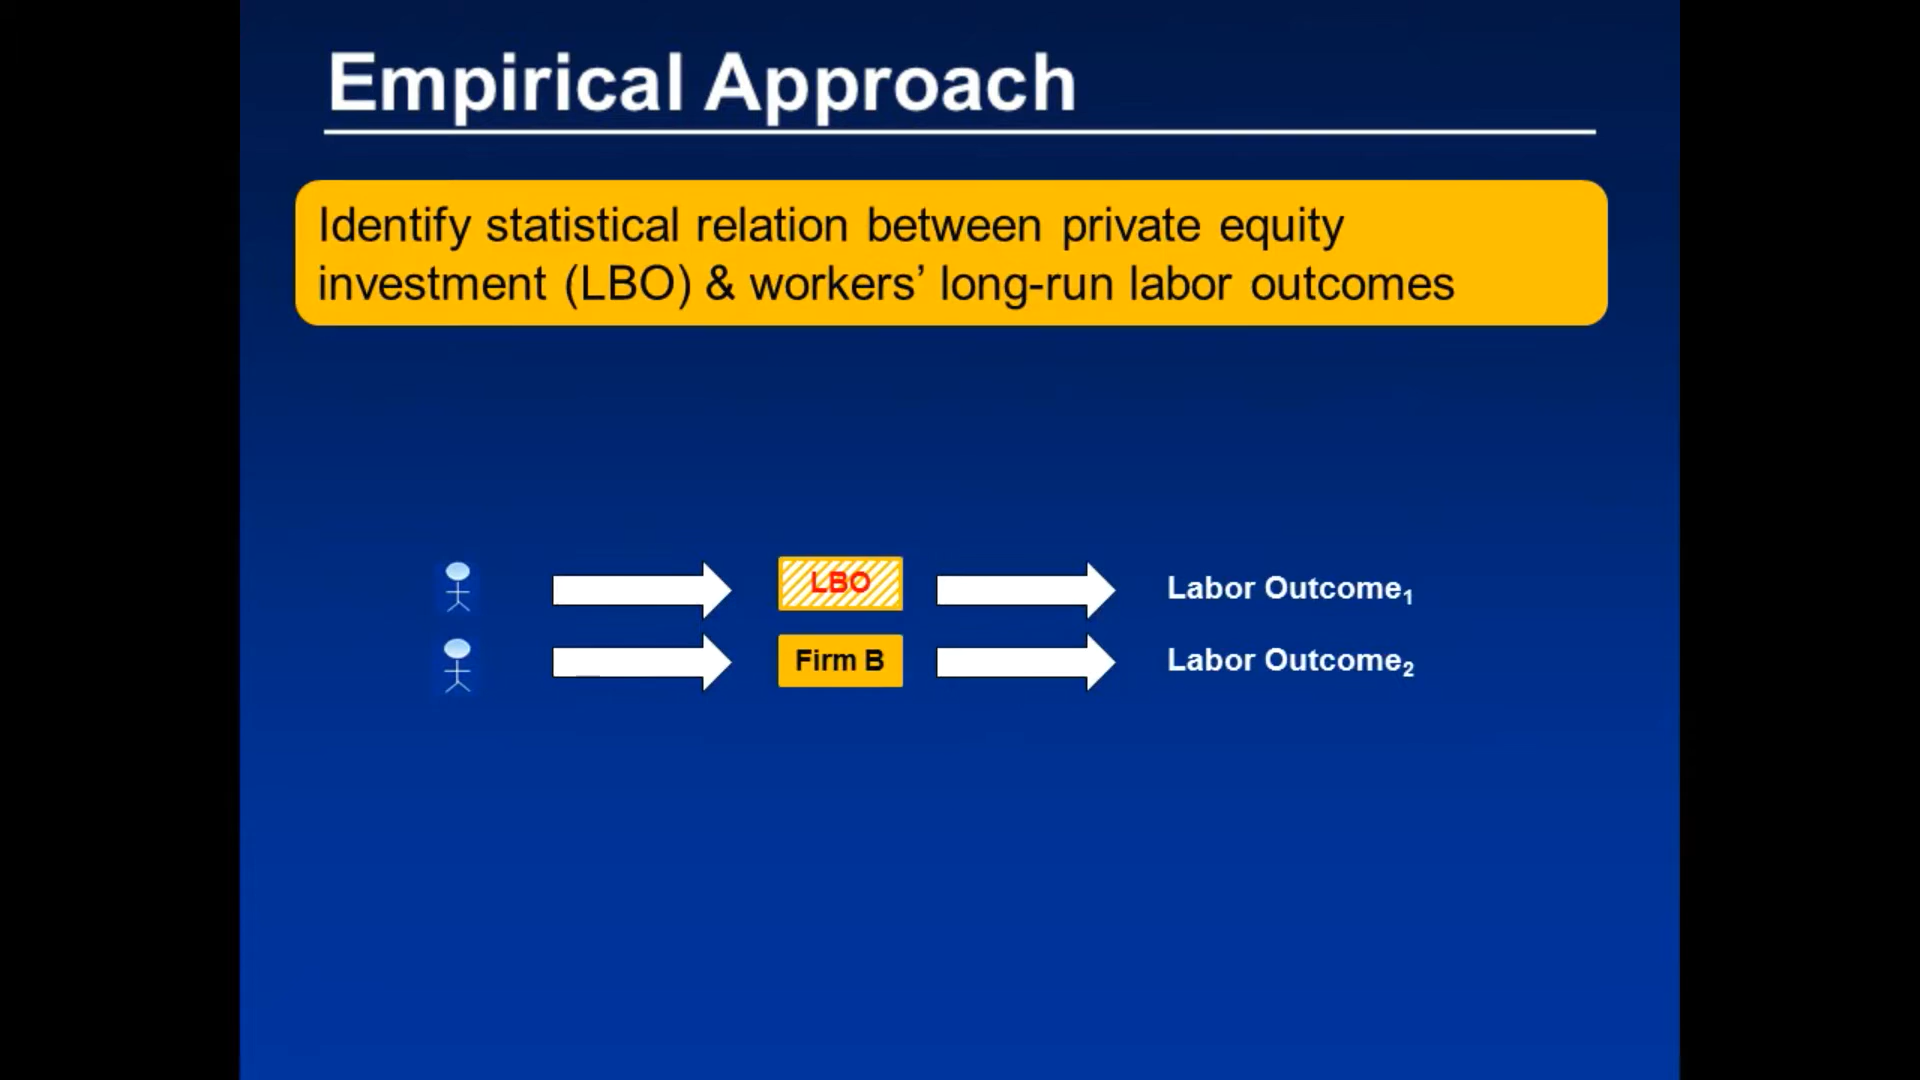 Empirical Approach
Identify statistical relation between private equity
investment (LBO) & workers’ long-run labor outcomes
LBO
Labor Outcome₁
Firm B
Labor Outcome₂